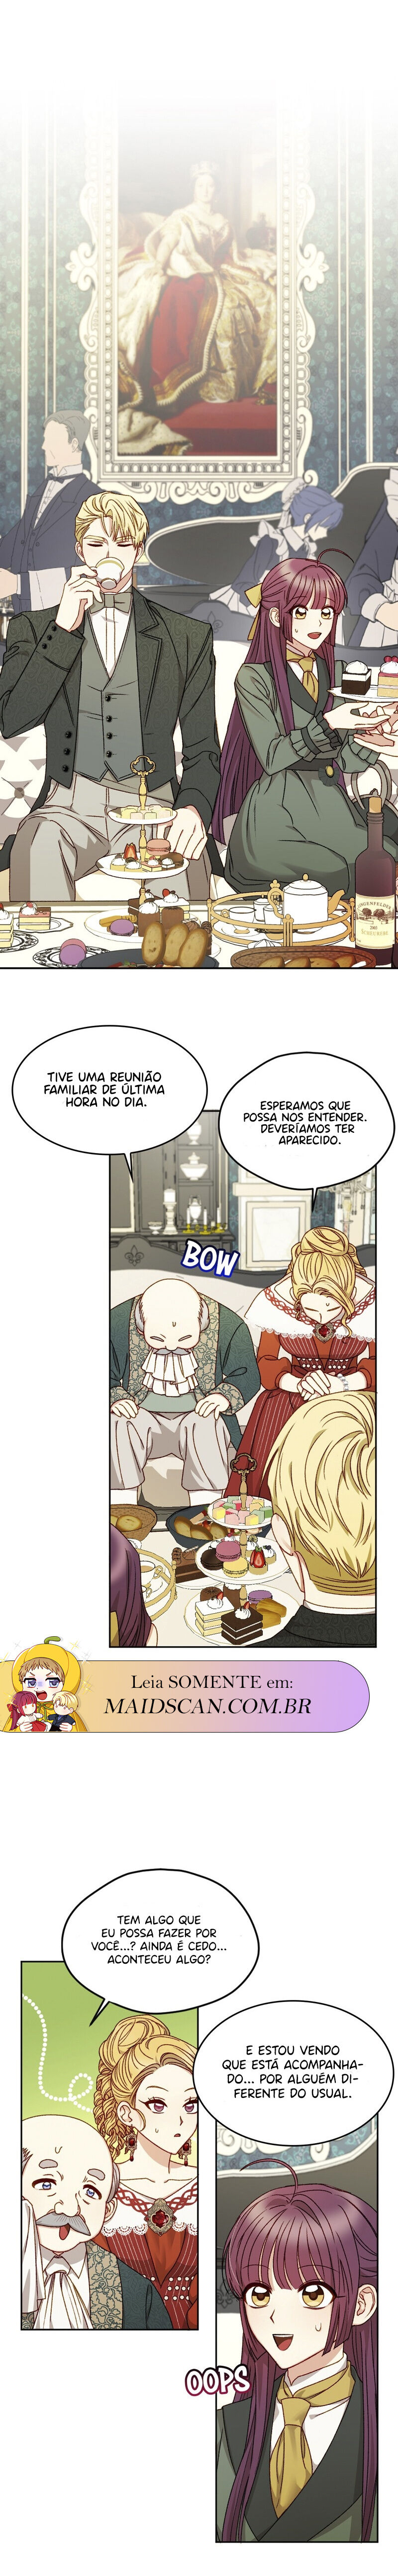 TIVE UMA REUNIÃO
FAMILIAR DE ÚLTIMA
HORA NO DIA.
ESPERAMOS QUE
POSSA NOS ENTENDER.
DEVERÍAMOS TER
APARECIDO.
BOW
Leia SOMENTE em:
MAIDSCAN.COM.BR
TEM ALGO QUE
EU POSSA FAZER POR
VOCÊ...? AINDA É CEDO...
ACONTECEU ALGO?
E ESTOU VENDO
QUE ESTÁ ACOMPANHA-
DO... POR ALGUÉM DI-
FERENTE DO USUAL.
OOPS